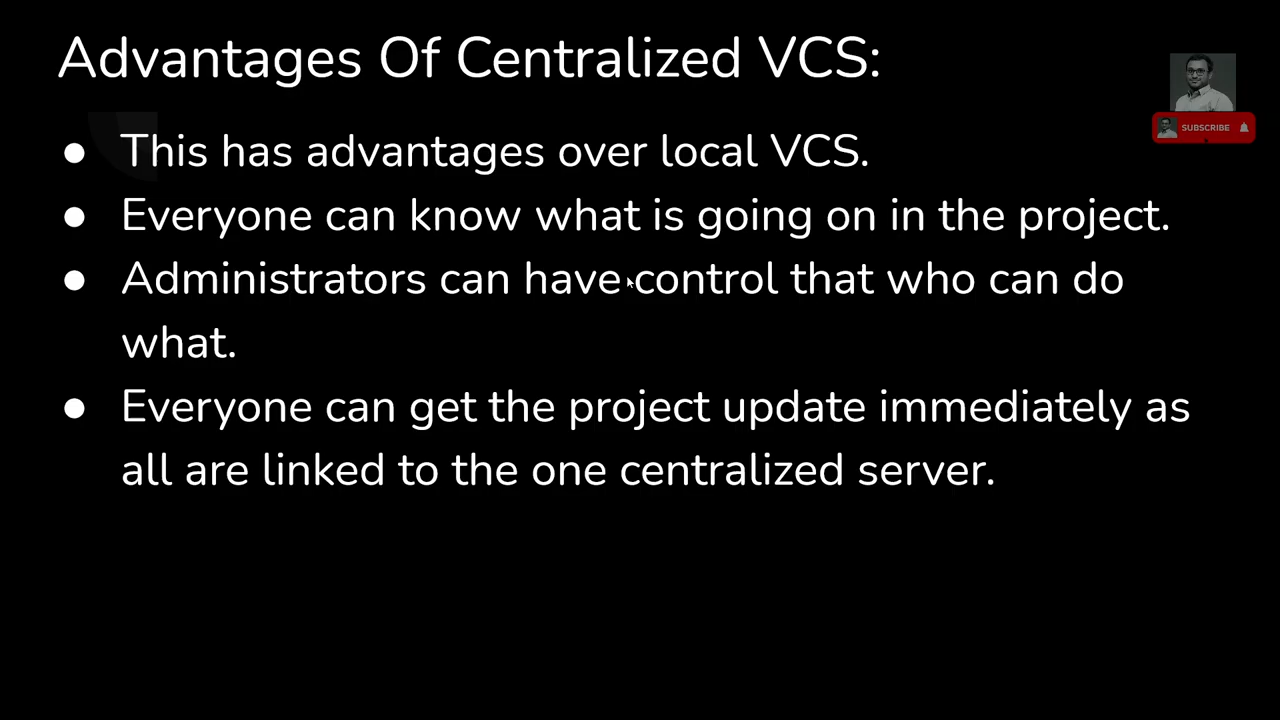 Advantages Of Centralized VCS:
SUBSCRIBE
● This has advantages over local VCS.
● Everyone can know what is going on in the project.
● Administrators can have control that who can do
what.
● Everyone can get the project update immediately as
all are linked to the one centralized server.